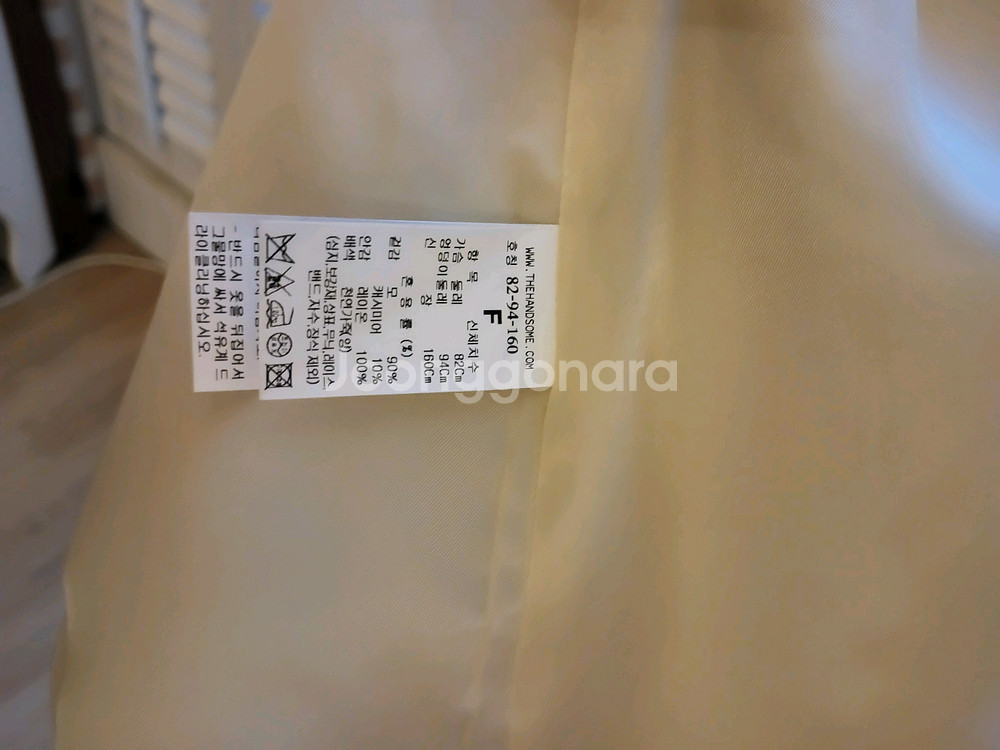 WWW.THEHANDSOME.COM
호칭 82-94-160
F
항목 신체치수
가슴 둘레 82Cm
엉덩이둘레 94Cm
신 장 160Cm
혼 용 률 (%)
겉감 모 90%
캐시미어 10%
안감 레이온 100%
배색 천연가죽(양)
(심지,보강재,상표,무늬,레이스
밴드,자수,장식 제외)
- 반드시 옷을 뒤집어서
그물망에 싸서 석유계 드
라이클리닝하십시오.
Joonggonara